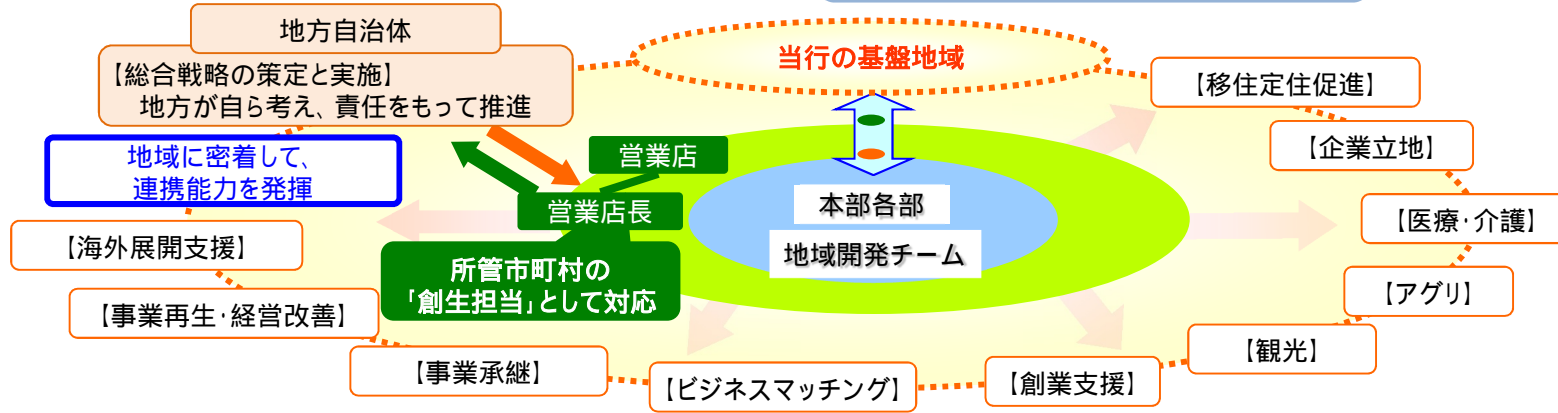 地方自治体
【総合戦略の策定と実施】
地方が自ら考え、責任をもって推進
当行の基盤地域
【移住定住促進】
【企業立地】
【医療・介護】
【アグリ】
【観光】
【創業支援】
【ビジネスマッチング】
【事業承継】
【事業再生・経営改善】
【海外展開支援】
地域に密着して、
連携能力を発揮
営業店
営業店長
所管市町村の
「創生担当」として対応
本部各部
地域開発チーム